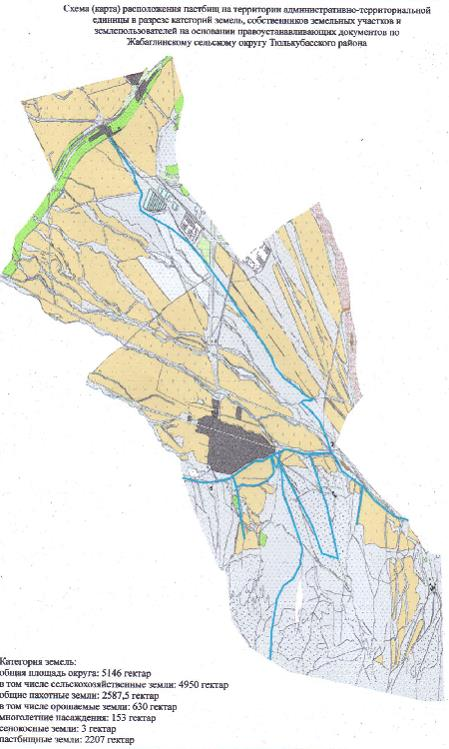 Схема (карта) расположения пастбищ на территории административно-территориальной
единицы в разрезе категорий земель, собственников земельных участков и
землепользователей на основании правоустанавливающих документов по
Жабаглинскому сельскому округу Тюлькубасского района
Категория земель:
общая площадь округа: 5146 гектар
в том числе сельскохозяйственные земли: 4950 гектар
общие пахотные земли: 2587,5 гектар
в том числе орошаемые земли: 630 гектар
многолетние насаждения: 153 гектар
сенокосные земли: 3 гектар
пастбищные земли: 2207 гектар